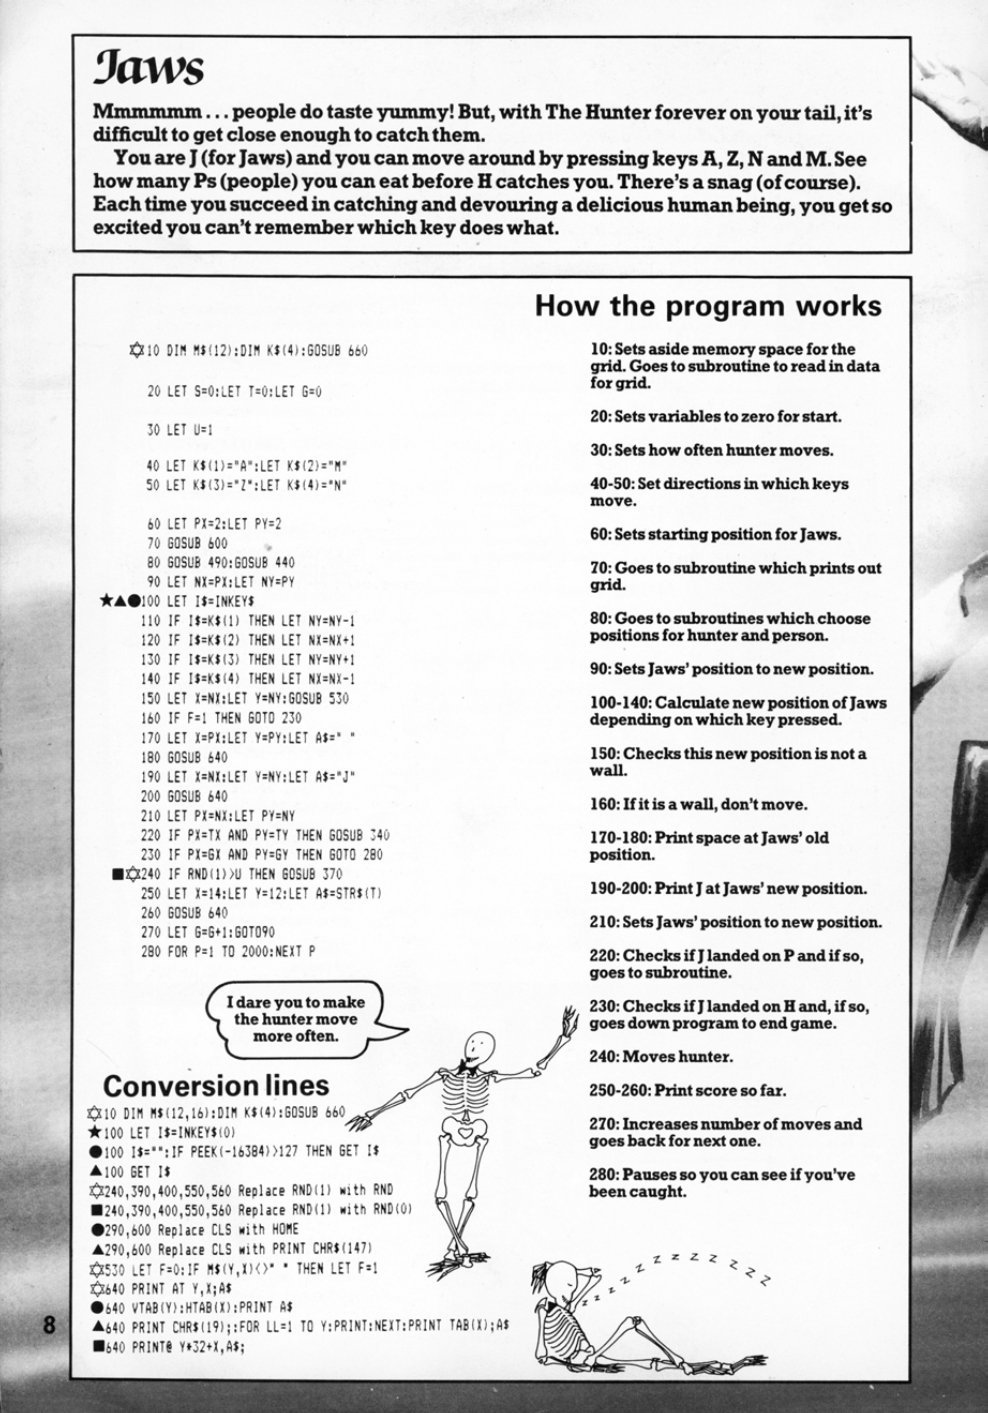 Jaws
Mmmmmm... people do taste yummy! But, with The Hunter forever on your tail, it's
difficult to get close enough to catch them.
You are J (for Jaws) and you can move around by pressing keys A, Z, N and M. See
how many Ps (people) you can eat before H catches you. There's a snag (of course).
Each time you succeed in catching and devouring a delicious human being, you get so
excited you can't remember which key does what.
How the program works
10 DIM M$(12):DIM K$(4):GOSUB 660
20 LET S=0:LET T=0:LET G=0
30 LET U=1
40 LET K$(1)="A":LET K$(2)="M"
50 LET K$(3)="Z":LET K$(4)="N"
60 LET PX=2:LET PY=2
70 GOSUB 600
80 GOSUB 490:GOSUB 440
90 LET NX=PX:LET NY=PY
★▲●100 LET I$=INKEY$
110 IF I$=K$(1) THEN LET NY=NY-1
120 IF I$=K$(2) THEN LET NX=NX+1
130 IF I$=K$(3) THEN LET NY=NY+1
140 IF I$=K$(4) THEN LET NX=NX-1
150 LET X=NX:LET Y=NY:GOSUB 530
160 IF F=1 THEN GOTO 230
170 LET X=PX:LET Y=PY:LET A$=" "
180 GOSUB 640
190 LET X=NX:LET Y=NY:LET A$="J"
200 GOSUB 640
210 LET PX=NX:LET PY=NY
220 IF PX=TX AND PY=TY THEN GOSUB 340
230 IF PX=GX AND PY=GY THEN GOTO 280
■✡240 IF RND(1)>U THEN GOSUB 370
250 LET X=14:LET Y=12:LET A$=STR$(T)
260 GOSUB 640
270 LET G=G+1:GOTO90
280 FOR P=1 TO 2000:NEXT P
10: Sets aside memory space for the
grid. Goes to subroutine to read in data
for grid.
20: Sets variables to zero for start.
30: Sets how often hunter moves.
40-50: Set directions in which keys
move.
60: Sets starting position for Jaws.
70: Goes to subroutine which prints out
grid.
80: Goes to subroutines which choose
positions for hunter and person.
90: Sets Jaws' position to new position.
100-140: Calculate new position of Jaws
depending on which key pressed.
150: Checks this new position is not a
wall.
160: If it is a wall, don't move.
170-180: Print space at Jaws' old
position.
190-200: Print J at Jaws' new position.
210: Sets Jaws' position to new position.
220: Checks if J landed on P and if so,
goes to subroutine.
230: Checks if J landed on H and, if so,
goes down program to end game.
240: Moves hunter.
250-260: Print score so far.
270: Increases number of moves and
goes back for next one.
280: Pauses so you can see if you've
been caught.
I dare you to make
the hunter move
more often.
Conversion lines
✡10 DIM M$(12,16):DIM K$(4):GOSUB 660
★100 LET I$=INKEY$(0)
●100 I$="":IF PEEK(-16384)>127 THEN GET I$
▲100 GET I$
✡240,390,400,550,560 Replace RND(1) with RND
■240,390,400,550,560 Replace RND(1) with RND(0)
●290,600 Replace CLS with HOME
▲290,600 Replace CLS with PRINT CHR$(147)
✡530 LET F=0:IF M$(Y,X)<>" " THEN LET F=1
✡640 PRINT AT Y,X;A$
●640 VTAB(Y):HTAB(X):PRINT A$
▲640 PRINT CHR$(19);:FOR LL=1 TO Y:PRINT:NEXT:PRINT TAB(X);A$
■640 PRINT@ Y*32+X,A$;
z z z z z z z z z z z z z z z z
8